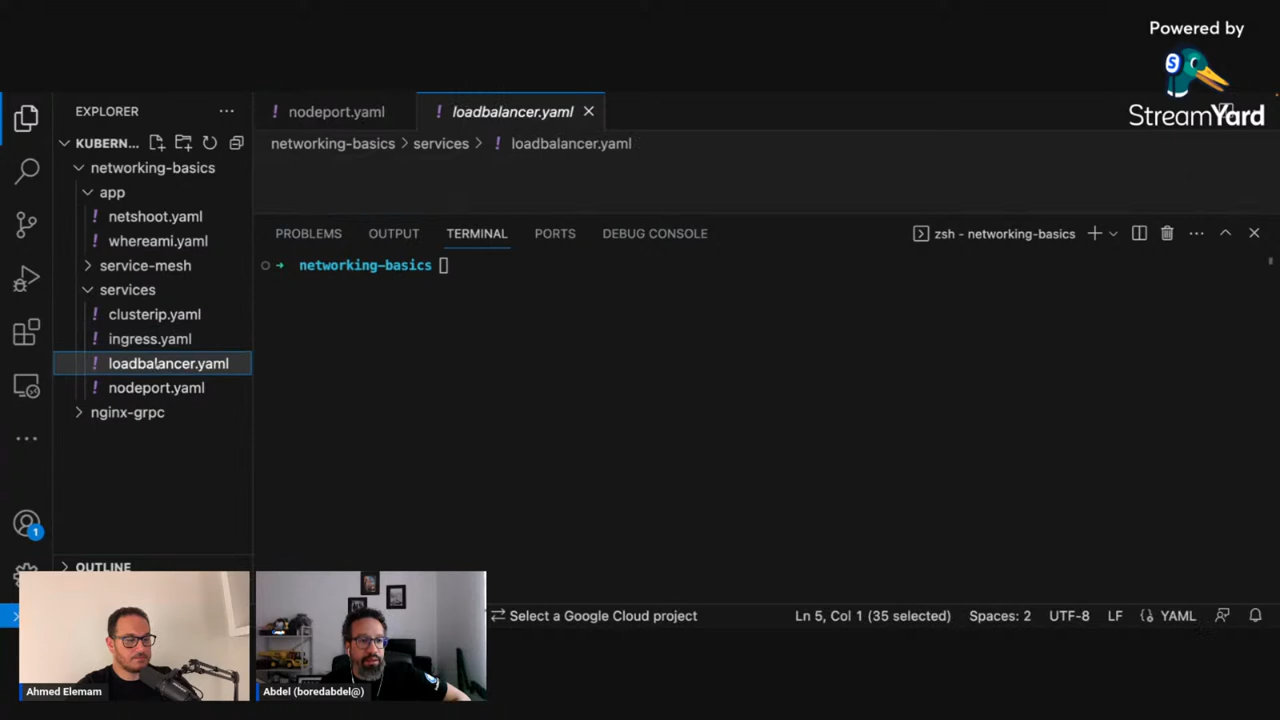 Powered by
S
StreamYard
EXPLORER
KUBERN...
networking-basics
app
netshoot.yaml
whereami.yaml
service-mesh
services
clusterip.yaml
ingress.yaml
loadbalancer.yaml
nodeport.yaml
nginx-grpc
OUTLINE
nodeport.yaml
loadbalancer.yaml
networking-basics > services > ! loadbalancer.yaml
PROBLEMS OUTPUT TERMINAL PORTS DEBUG CONSOLE
zsh - networking-basics
networking-basics
1
Select a Google Cloud project
Ln 5, Col 1 (35 selected)
Spaces: 2
UTF-8
LF
{} YAML
Ahmed Elemam
Abdel (boredabdel@)